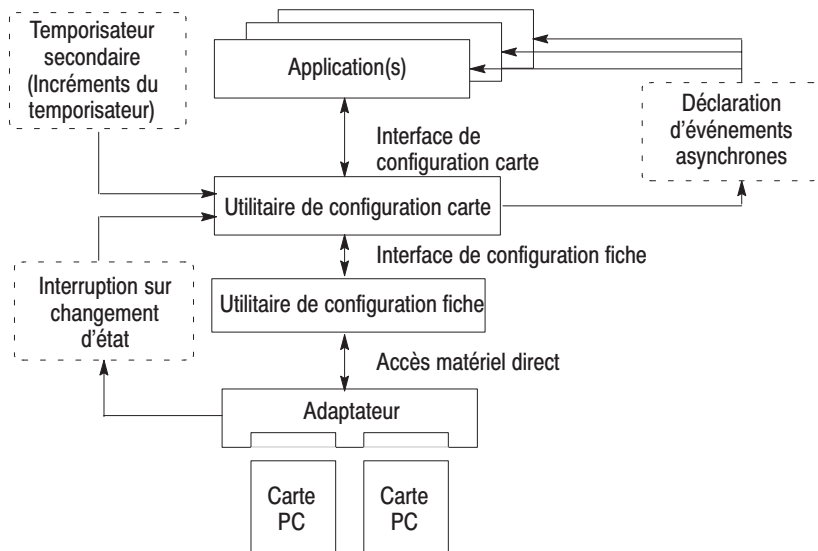 Temporisateur
secondaire
(Incréments du
temporisateur)
Application(s)
Déclaration
d'événements
asynchrones
Interface de
configuration carte
Utilitaire de configuration carte
Interface de configuration fiche
Interruption sur
changement
d'état
Utilitaire de configuration fiche
Accès matériel direct
Adaptateur
Carte
PC
Carte
PC